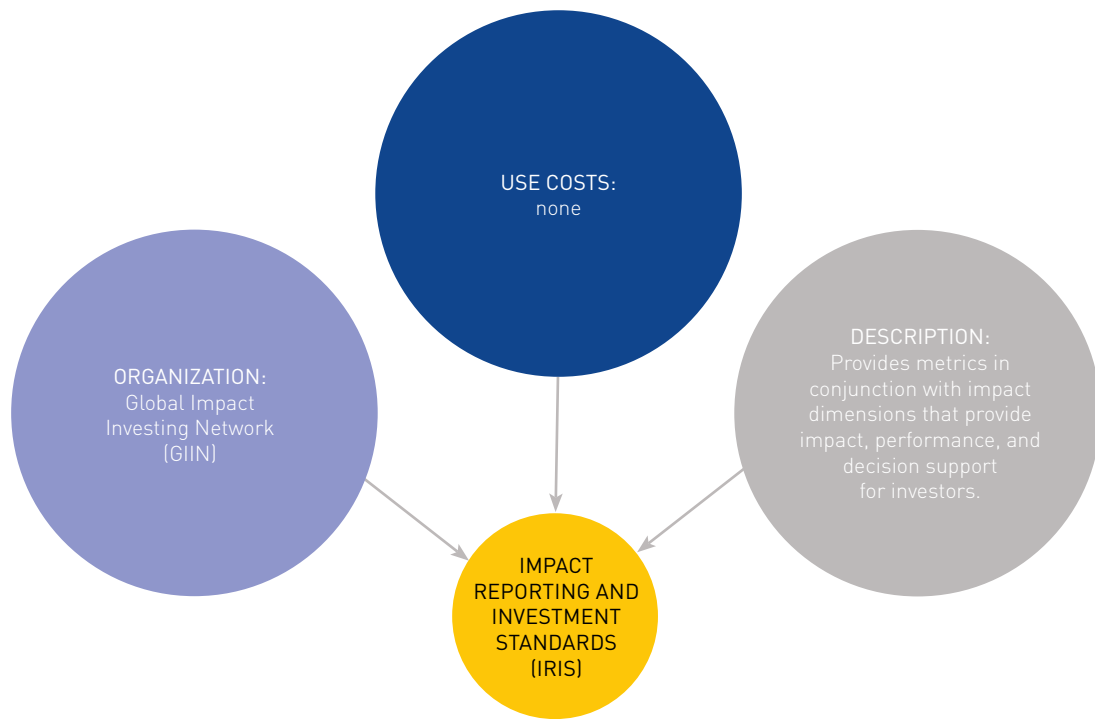 USE COSTS:
none
ORGANIZATION:
Global Impact
Investing Network
(GIIN)
DESCRIPTION:
Provides metrics in
conjunction with impact
dimensions that provide
impact, performance, and
decision support
for investors.
IMPACT
REPORTING AND
INVESTMENT
STANDARDS
(IRIS)